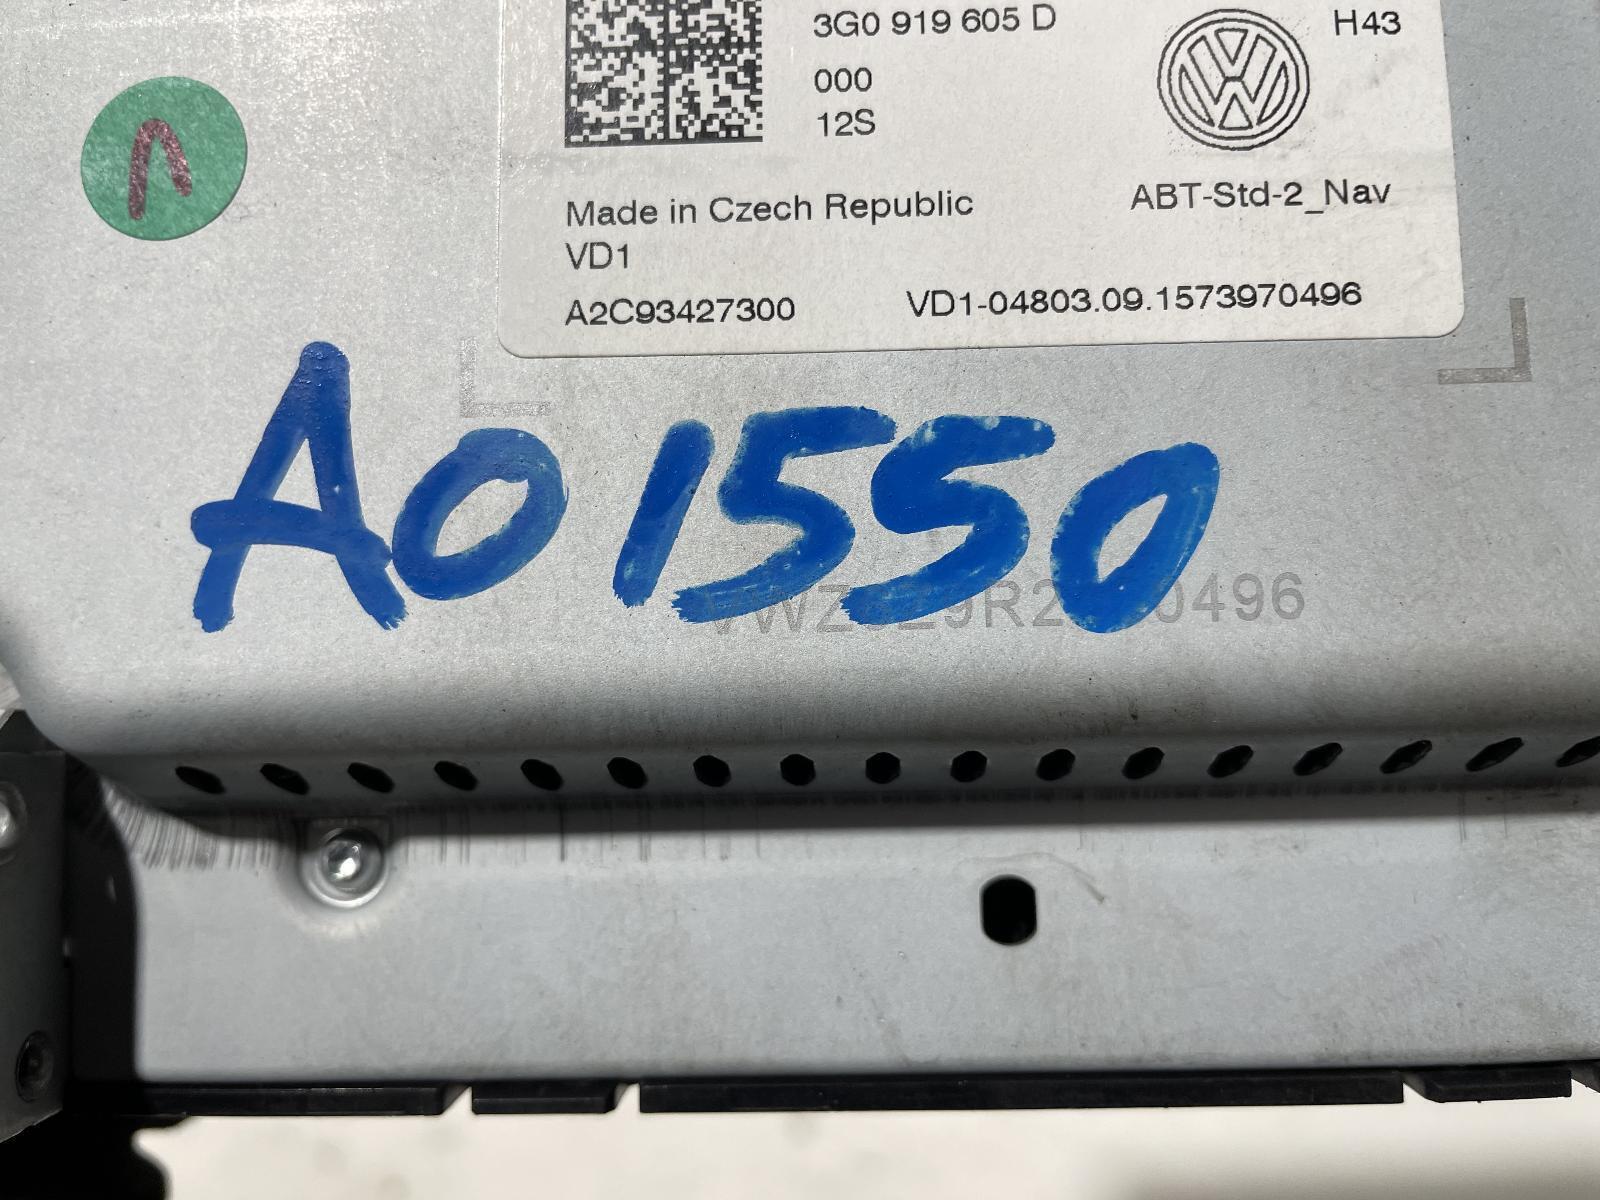 3G0 919 605 D
H43
000
12S
Made in Czech Republic
ABT-Std-2_Nav
VD1
A2C93427300
VD1-04803.09.1573970496
A01550